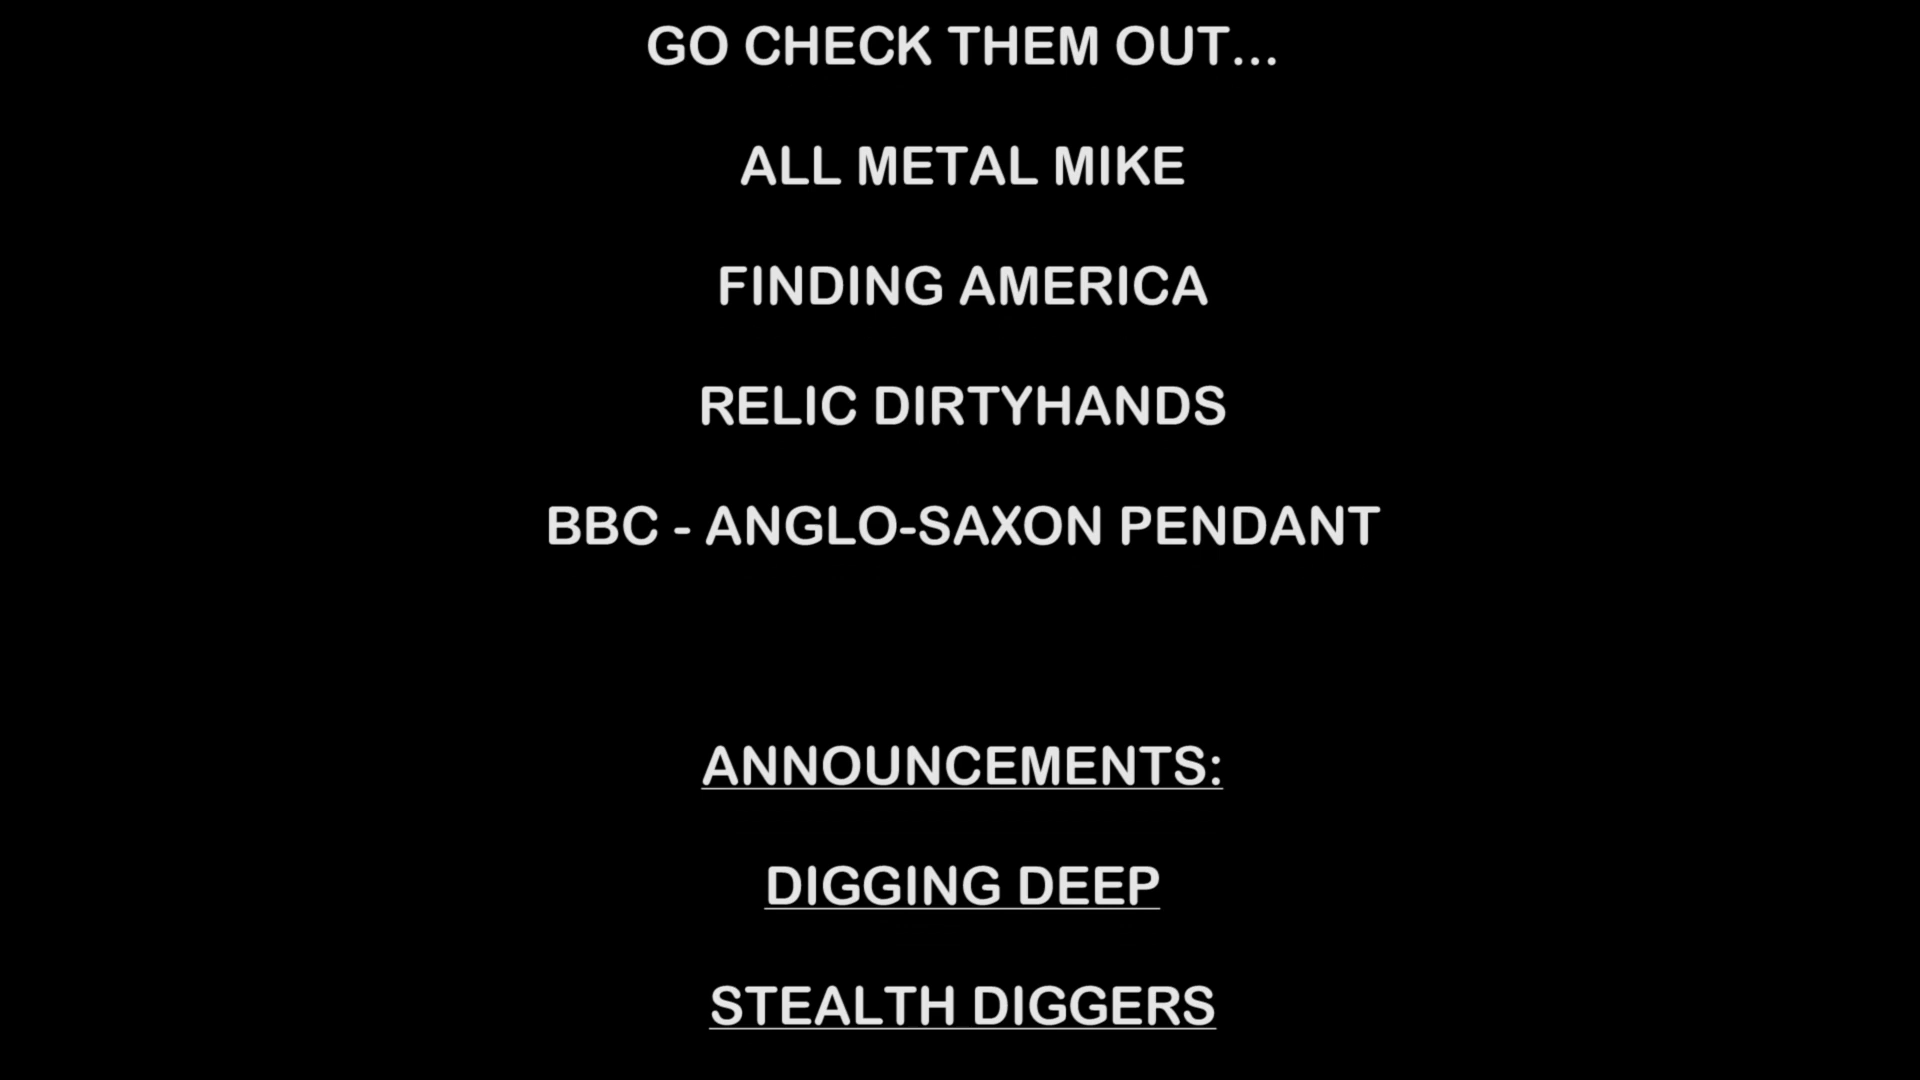 GO CHECK THEM OUT...
ALL METAL MIKE
FINDING AMERICA
RELIC DIRTYHANDS
BBC - ANGLO-SAXON PENDANT
ANNOUNCEMENTS:
DIGGING DEEP
STEALTH DIGGERS